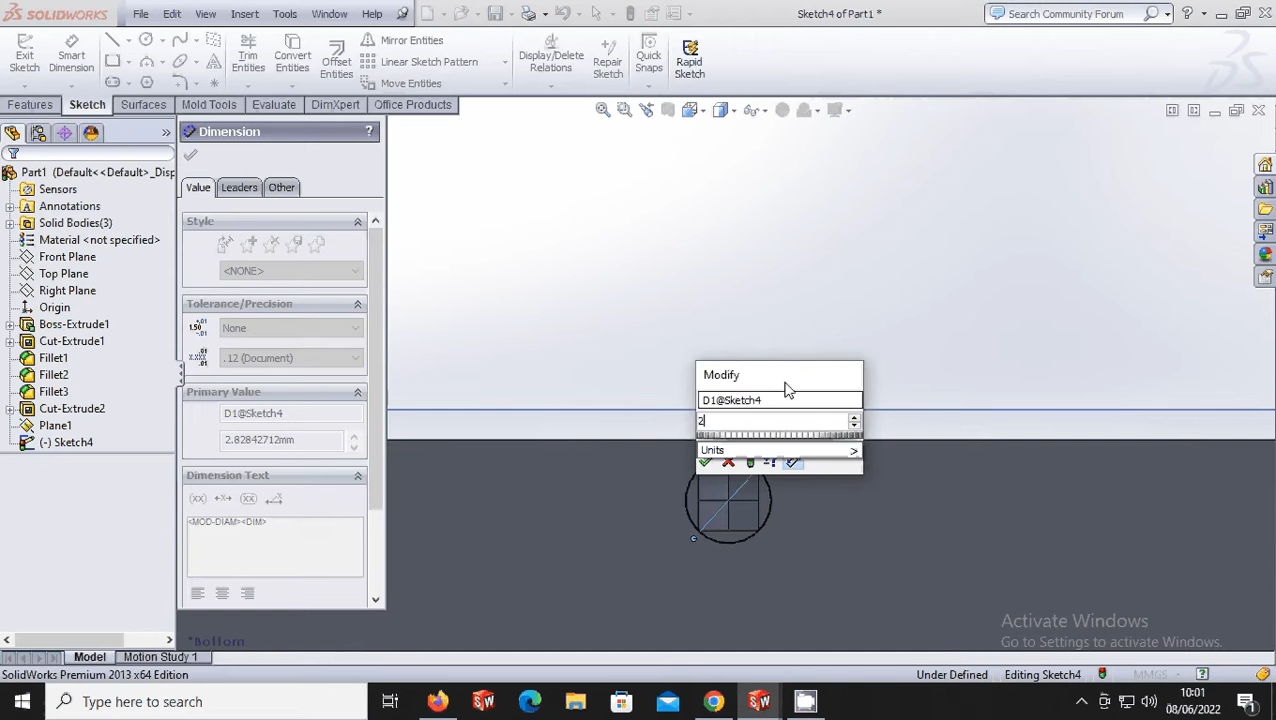 SOLIDWORKS File Edit View Insert Tools Window Help Sketch4 of Part1 * Search Community Forum
Exit Sketch
Smart Dimension
Trim Entities
Convert Entities
Offset Entities
Mirror Entities
Linear Sketch Pattern
Move Entities
Display/Delete Relations
Repair Sketch
Quick Snaps
Rapid Sketch
Features Sketch Surfaces Mold Tools Evaluate DimXpert Office Products
Part1 (Default<<Default>_Disp
Sensors
Annotations
Solid Bodies(3)
Material <not specified>
Front Plane
Top Plane
Right Plane
Origin
Boss-Extrude1
Cut-Extrude1
Fillet1
Fillet2
Fillet3
Cut-Extrude2
Plane1
(-) Sketch4
Dimension ?
Value Leaders Other
Style
<NONE>
Tolerance/Precision
None
.12 (Document)
Primary Value
D1@Sketch4
2.82842712mm
Dimension Text
<MOD-DIAM><DIM>
Modify
D1@Sketch4
2
Units >
*Bottom
Activate Windows
Go to Settings to activate Windows.
Model Motion Study 1
SolidWorks Premium 2013 x64 Edition Under Defined Editing Sketch4 MMGS
Type here to search
10:01
08/06/2022